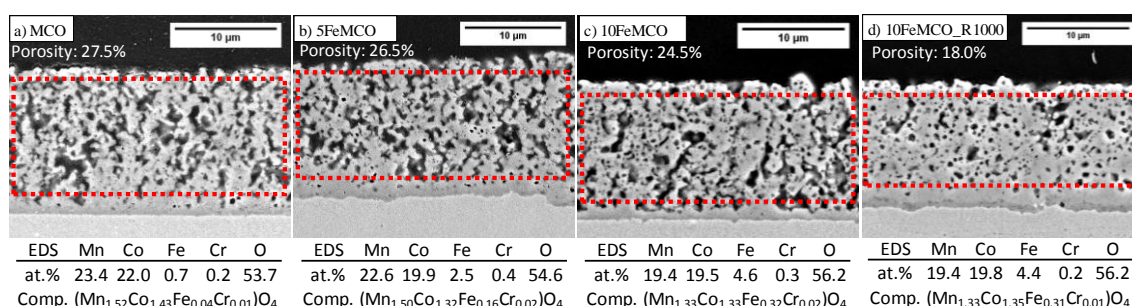 a) MCO
Porosity: 27.5%
10 µm
b) 5FeMCO
Porosity: 26.5%
10 µm
c) 10FeMCO
Porosity: 24.5%
10 µm
d) 10FeMCO_R1000
Porosity: 18.0%
10 µm
EDS Mn Co Fe Cr O
at.% 23.4 22.0 0.7 0.2 53.7
Comp. (Mn1.52Co1.43Fe0.04Cr0.01)O4
EDS Mn Co Fe Cr O
at.% 22.6 19.9 2.5 0.4 54.6
Comp. (Mn1.50Co1.32Fe0.16Cr0.02)O4
EDS Mn Co Fe Cr O
at.% 19.4 19.5 4.6 0.3 56.2
Comp. (Mn1.33Co1.33Fe0.32Cr0.02)O4
EDS Mn Co Fe Cr O
at.% 19.4 19.8 4.4 0.2 56.2
Comp. (Mn1.33Co1.35Fe0.31Cr0.01)O4